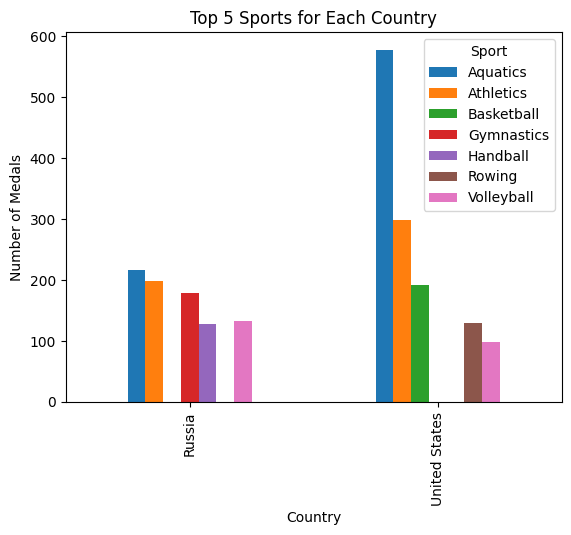 Top 5 Sports for Each Country
Number of Medals
600
500
400
300
200
100
0
Sport
Aquatics
Athletics
Basketball
Gymnastics
Handball
Rowing
Volleyball
Russia
United States
Country